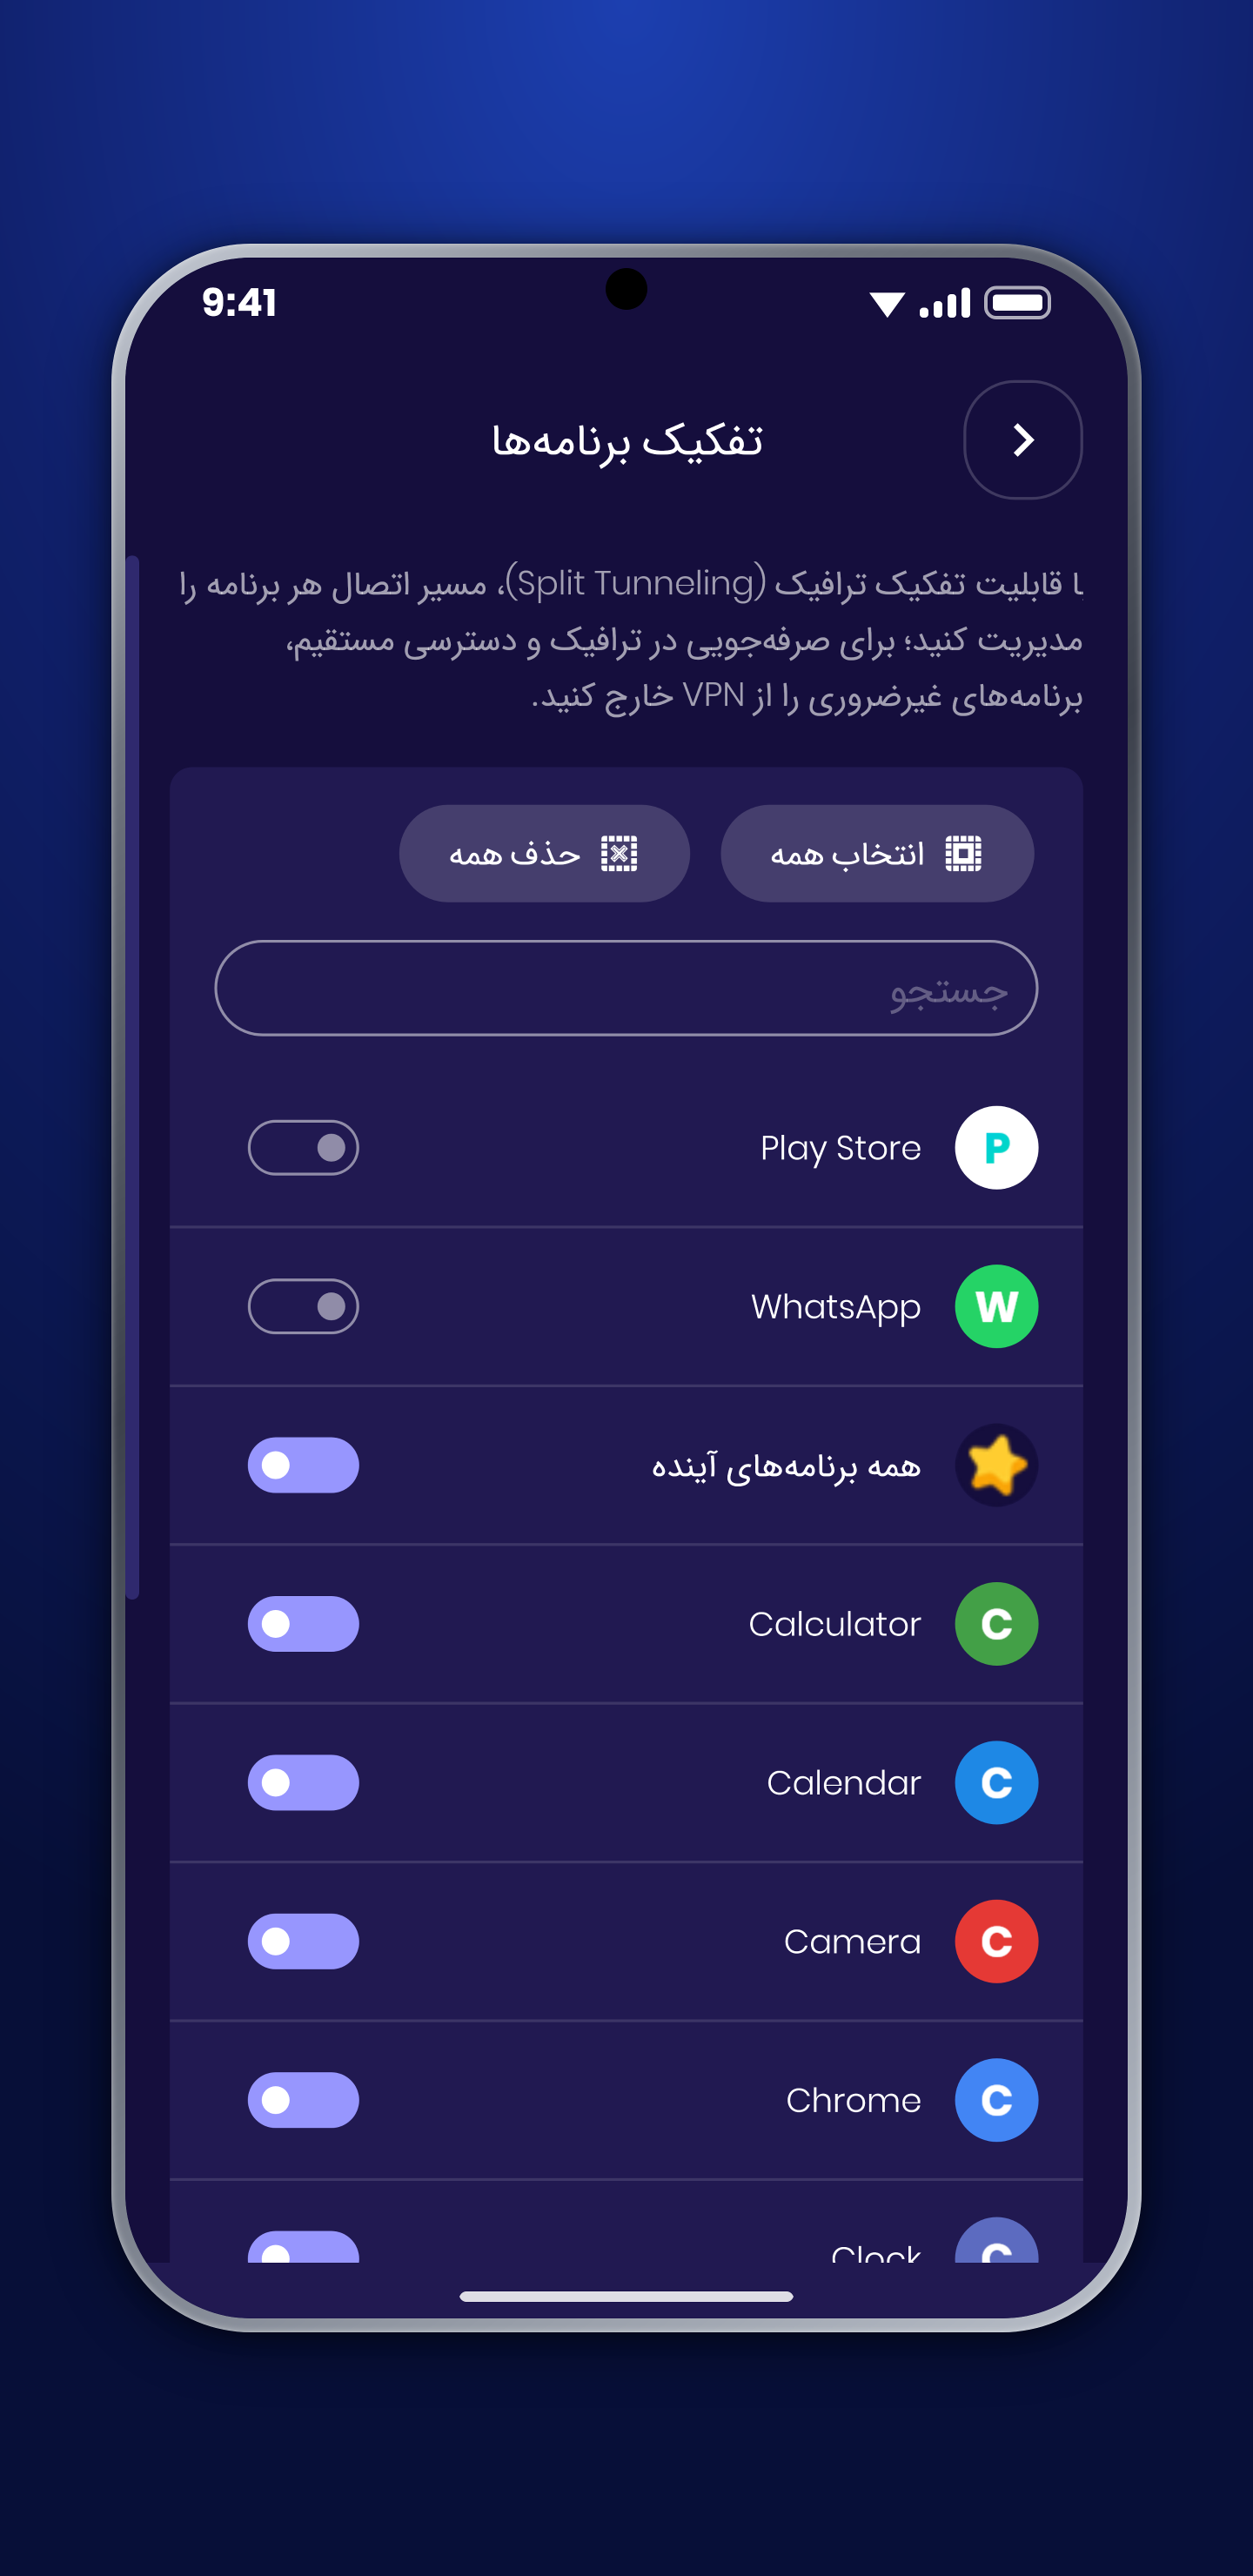 9:41
تفکیک برنامه‌ها
ا قابلیت تفکیک ترافیک (Split Tunneling)، مسیر اتصال هر برنامه را
مدیریت کنید؛ برای صرفه‌جویی در ترافیک و دسترسی مستقیم،
برنامه‌های غیرضروری را از VPN خارج کنید.
انتخاب همه
حذف همه
جستجو
P Play Store
W WhatsApp
همه برنامه‌های آینده
C Calculator
C Calendar
C Camera
C Chrome
C Clock